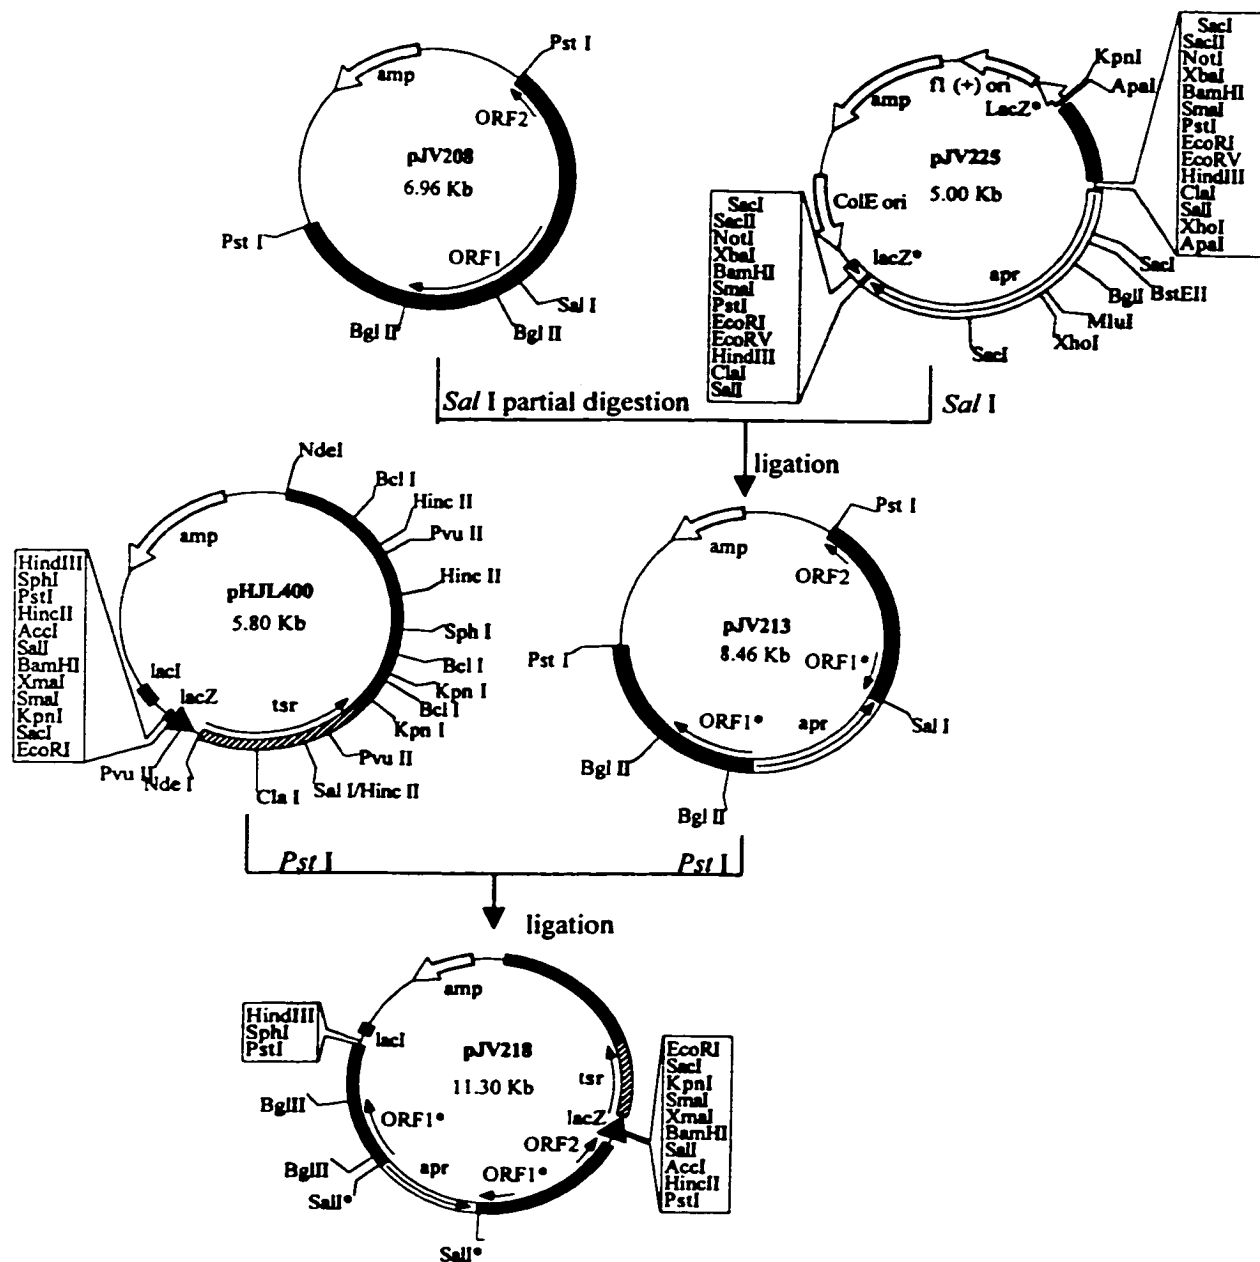 Pst I
amp
ORF2
pJV208
6.96 Kb
Pst I
ORF1
Sal I
Bgl II
Bgl II
KpnI
ApaI
f1 (+) ori
amp
LacZ*
pJV225
5.00 Kb
ColE ori
lacZ*
apr
SacI
BstEII
BglI
MluI
XhoI
SacI
SacI
SacII
NotI
XbaI
BamHI
SmaI
PstI
EcoRI
EcoRV
HindIII
ClaI
SalI
XhoI
ApaI
SacI
SacII
NotI
XbaI
BamHI
SmaI
PstI
EcoRI
EcoRV
HindIII
ClaI
SalI
Sal I partial digestion
Sal I
ligation
NdeI
Bcl I
Hinc II
Pvu II
Hinc II
Sph I
Bcl I
Kpn I
Bcl I
Kpn I
Pvu II
Sal I/Hinc II
Cla I
Nde I
Pvu II
amp
pHJL400
5.80 Kb
lacI
lacZ
tsr
HindIII
SphI
PstI
HincII
AccI
SalI
BamHI
XmaI
SmaI
KpnI
SacI
EcoRI
Pst I
amp
ORF2
pJV213
8.46 Kb
Pst I
ORF1*
ORF1*
apr
Sal I
Bgl II
Bgl II
Pst I
Pst I
ligation
amp
HindIII
SphI
PstI
lacI
pJV218
11.30 Kb
tsr
lacZ
ORF2
ORF1*
ORF1*
apr
BglII
BglII
SalI*
SalI*
EcoRI
SacI
KpnI
SmaI
XmaI
BamHI
SalI
AccI
HincII
PstI